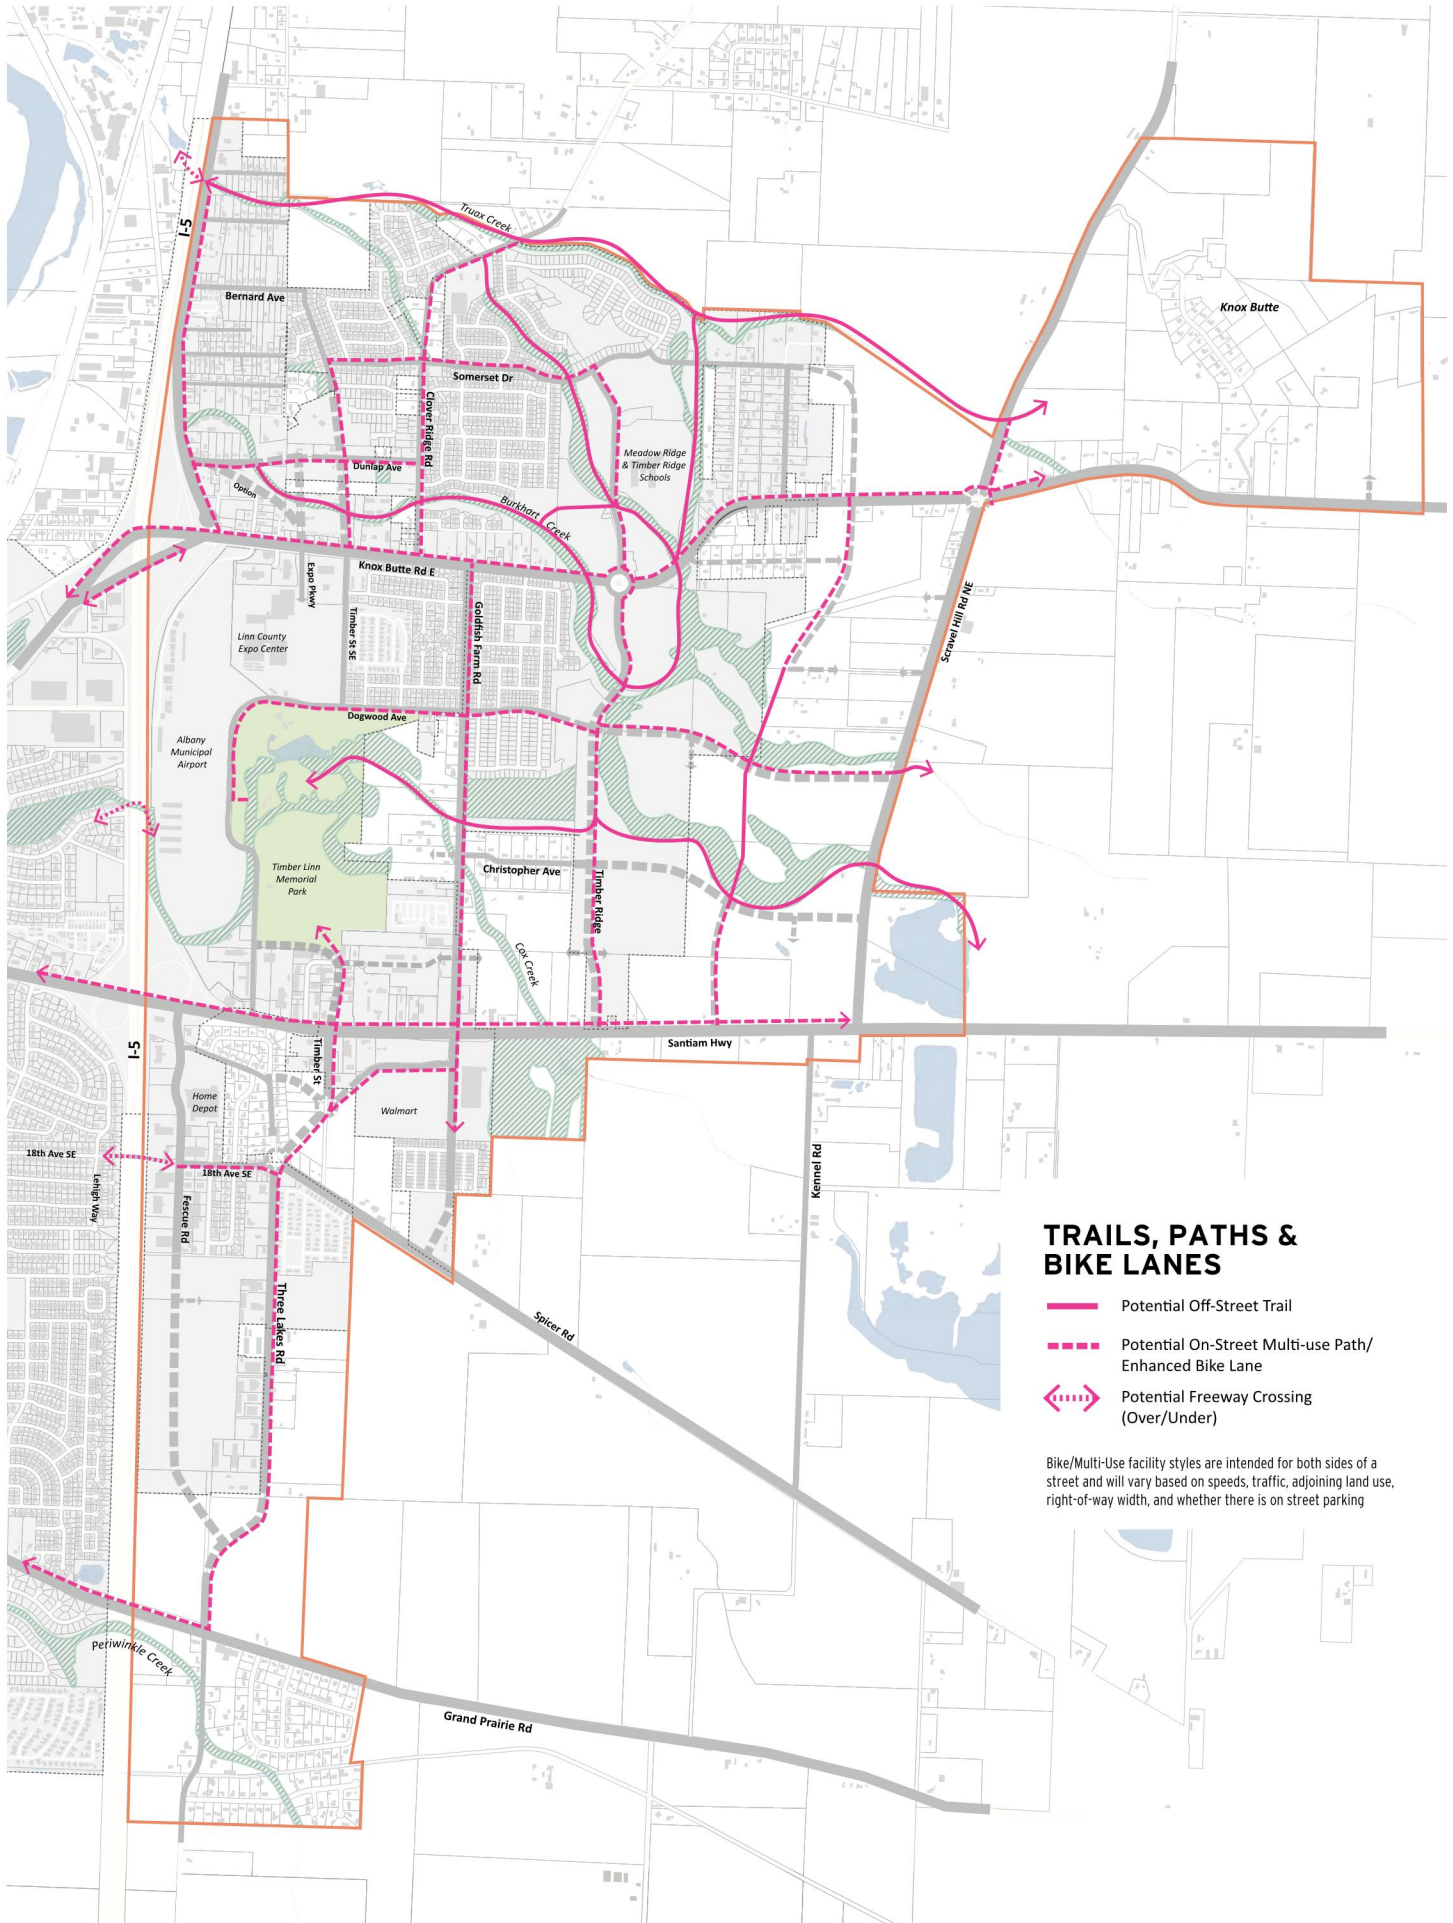 Truax Creek
I-5
Bernard Ave
Knox Butte
Somerset Dr
Clover Ridge Rd
Meadow Ridge
& Timber Ridge
Schools
Dunlap Ave
Option
Burkhart Creek
Knox Butte Rd E
Expo Pkwy
Timber St SE
Goldfish Farm Rd
Scravel Hill Rd NE
Linn County
Expo Center
Dogwood Ave
Albany
Municipal
Airport
Timber Linn
Memorial
Park
Christopher Ave
Timber Ridge
Cox Creek
I-5
Santiam Hwy
Timber St
Home
Depot
Walmart
18th Ave SE
18th Ave SE
Lehigh Way
Fescue Rd
Kennel Rd
Three Lakes Rd
Spicer Rd
Periwinkle Creek
Grand Prairie Rd
TRAILS, PATHS &
BIKE LANES
Potential Off-Street Trail
Potential On-Street Multi-use Path/
Enhanced Bike Lane
Potential Freeway Crossing
(Over/Under)
Bike/Multi-Use facility styles are intended for both sides of a
street and will vary based on speeds, traffic, adjoining land use,
right-of-way width, and whether there is on street parking